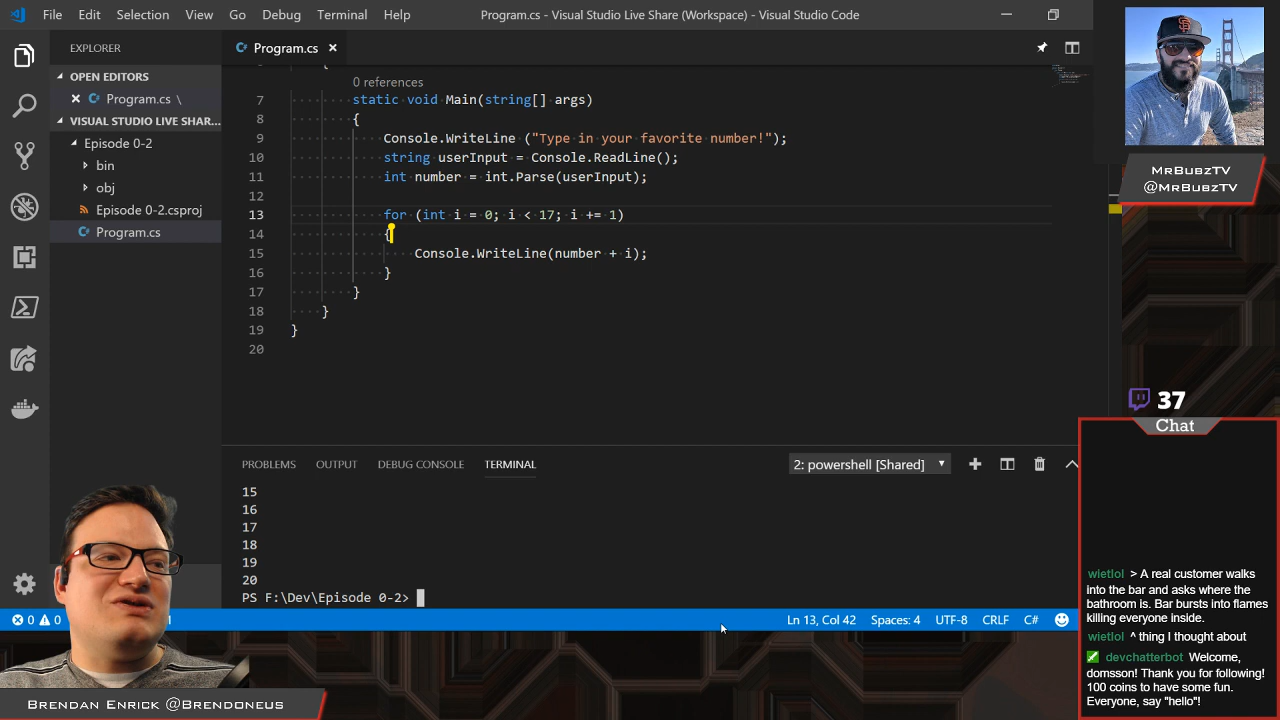 File Edit Selection View Go Debug Terminal Help Program.cs - Visual Studio Live Share (Workspace) - Visual Studio Code
EXPLORER
OPEN EDITORS
Program.cs \
VISUAL STUDIO LIVE SHAR...
Episode 0-2
bin
obj
Episode 0-2.csproj
Program.cs
Program.cs
0 references
7 static void Main(string[] args)
8 {
9 Console.WriteLine ("Type in your favorite number!");
10 string userInput = Console.ReadLine();
11 int number = int.Parse(userInput);
12
13 for (int i = 0; i < 17; i += 1)
14 {
15 Console.WriteLine(number + i);
16 }
17 }
18 }
19 }
20
PROBLEMS OUTPUT DEBUG CONSOLE TERMINAL 2: powershell [Shared]
15
16
17
18
19
20
PS F:\Dev\Episode 0-2>
0 0 Ln 13, Col 42 Spaces: 4 UTF-8 CRLF C#
BRENDAN ENRICK @BRENDONEUS
SF
MRBUBZTV
@MRBUBZTV
37
Chat
wietlol > A real customer walks
into the bar and asks where the
bathroom is. Bar bursts into flames
killing everyone inside.
wietlol ^ thing I thought about
devchatterbot Welcome,
domsson! Thank you for following!
100 coins to have some fun.
Everyone, say "hello"!